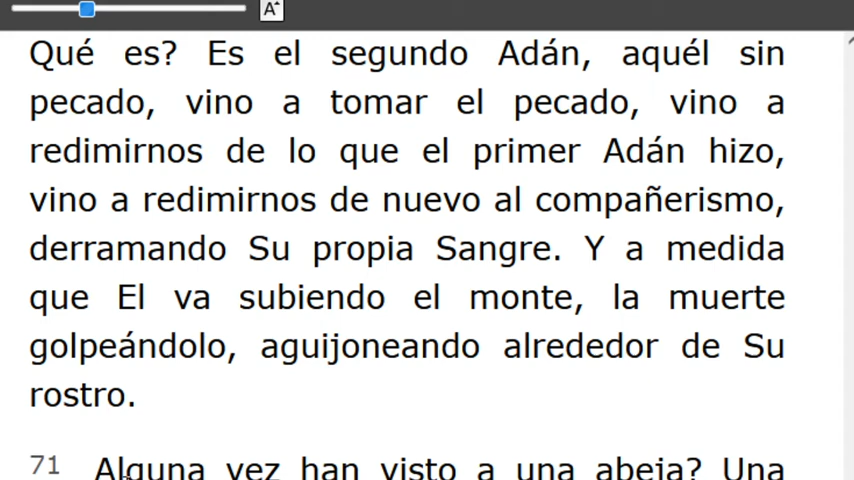 A
Qué es? Es el segundo Adán, aquél sin
pecado, vino a tomar el pecado, vino a
redimirnos de lo que el primer Adán hizo,
vino a redimirnos de nuevo al compañerismo,
derramando Su propia Sangre. Y a medida
que El va subiendo el monte, la muerte
golpeándolo, aguijoneando alrededor de Su
rostro.
71 Alguna vez han visto a una abeja? Una